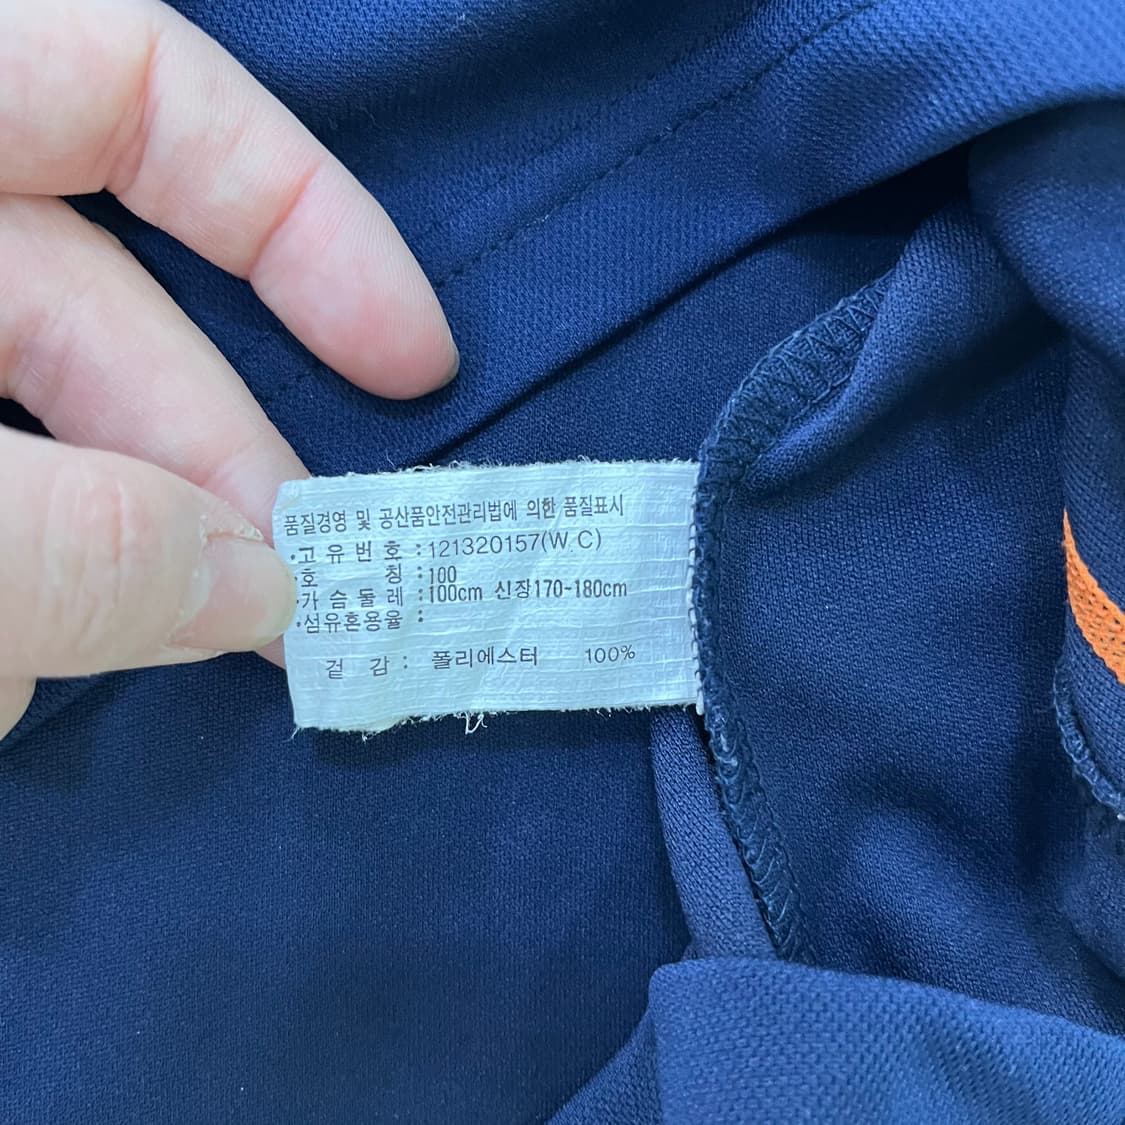 품질경영 및 공산품안전관리법에 의한 품질표시
·고유번호:121320157(W.C)
·호칭:100
·가슴둘레:100cm 신장170~180cm
·섬유혼용율:
겉감: 폴리에스터 100%